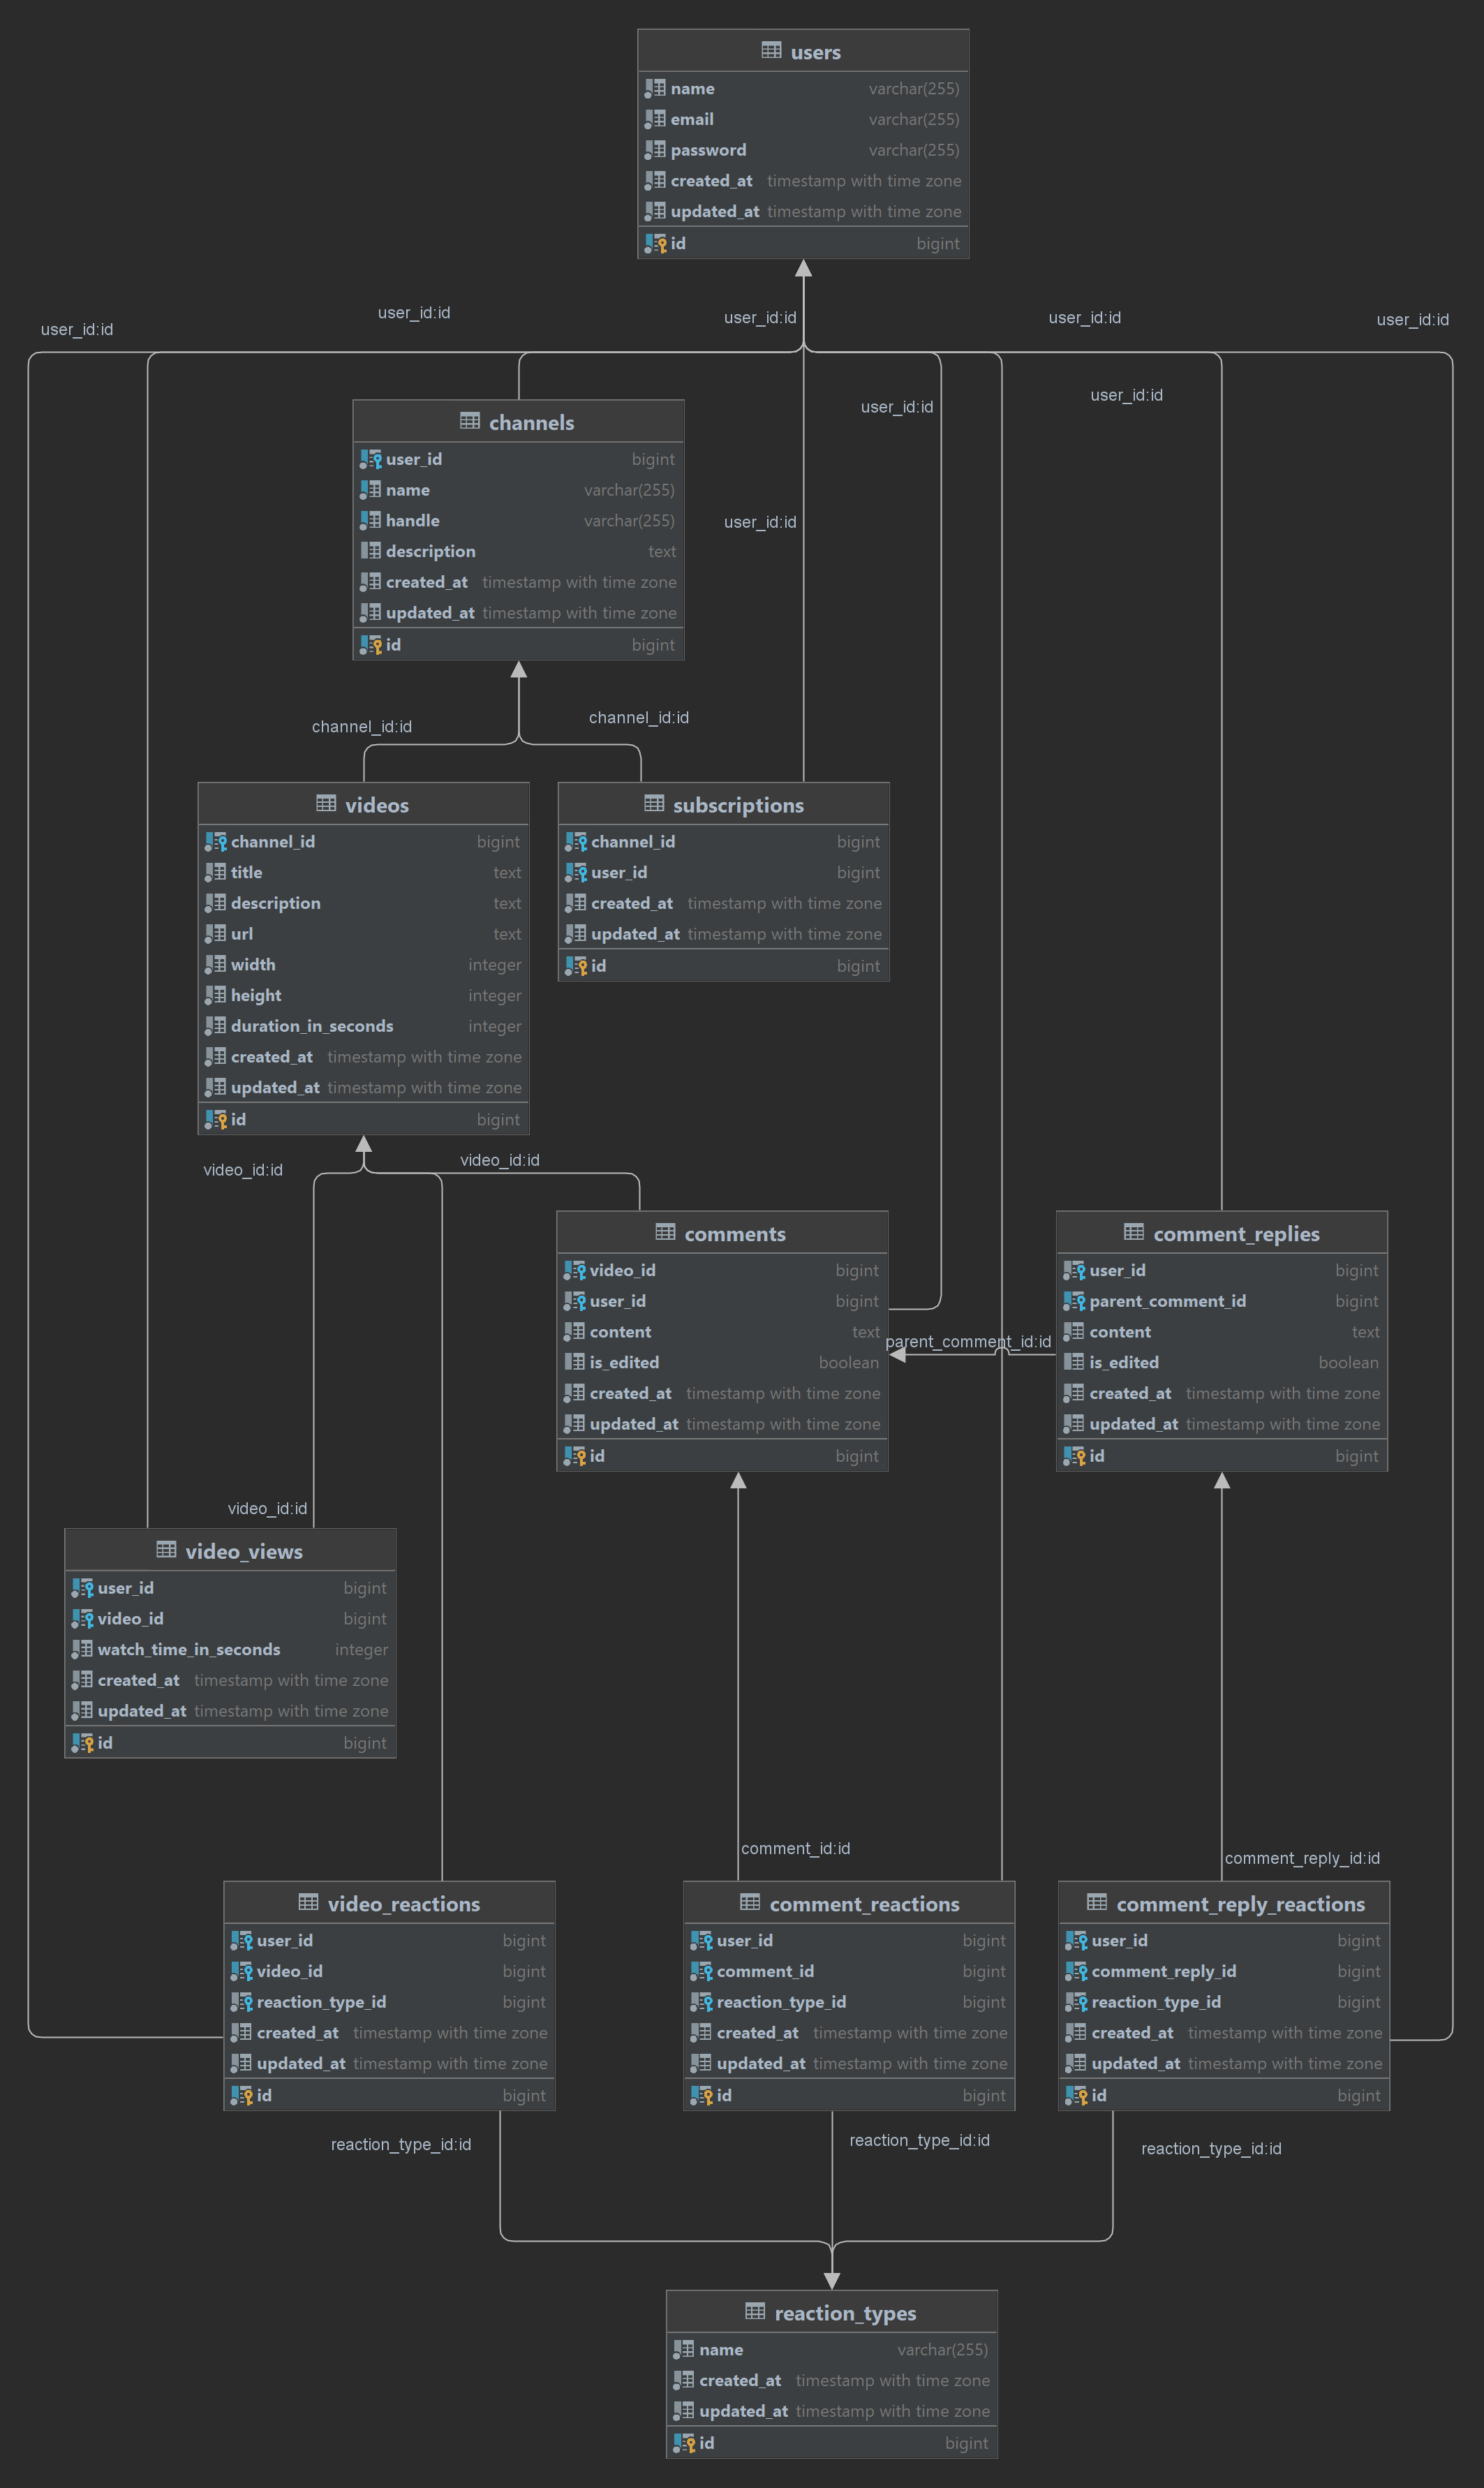 users
name varchar(255)
email varchar(255)
password varchar(255)
created_at timestamp with time zone
updated_at timestamp with time zone
id bigint
user_id:id
user_id:id
user_id:id
user_id:id
user_id:id
user_id:id
user_id:id
user_id:id
channels
user_id bigint
name varchar(255)
handle varchar(255)
description text
created_at timestamp with time zone
updated_at timestamp with time zone
id bigint
channel_id:id
channel_id:id
videos
channel_id bigint
title text
description text
url text
width integer
height integer
duration_in_seconds integer
created_at timestamp with time zone
updated_at timestamp with time zone
id bigint
subscriptions
channel_id bigint
user_id bigint
created_at timestamp with time zone
updated_at timestamp with time zone
id bigint
video_id:id
video_id:id
comments
video_id bigint
user_id bigint
content text
is_edited boolean
created_at timestamp with time zone
updated_at timestamp with time zone
id bigint
parent_comment_id:id
comment_replies
user_id bigint
parent_comment_id bigint
content text
is_edited boolean
created_at timestamp with time zone
updated_at timestamp with time zone
id bigint
video_id:id
video_views
user_id bigint
video_id bigint
watch_time_in_seconds integer
created_at timestamp with time zone
updated_at timestamp with time zone
id bigint
comment_id:id
comment_reply_id:id
video_reactions
user_id bigint
video_id bigint
reaction_type_id bigint
created_at timestamp with time zone
updated_at timestamp with time zone
id bigint
comment_reactions
user_id bigint
comment_id bigint
reaction_type_id bigint
created_at timestamp with time zone
updated_at timestamp with time zone
id bigint
comment_reply_reactions
user_id bigint
comment_reply_id bigint
reaction_type_id bigint
created_at timestamp with time zone
updated_at timestamp with time zone
id bigint
reaction_type_id:id
reaction_type_id:id
reaction_type_id:id
reaction_types
name varchar(255)
created_at timestamp with time zone
updated_at timestamp with time zone
id bigint